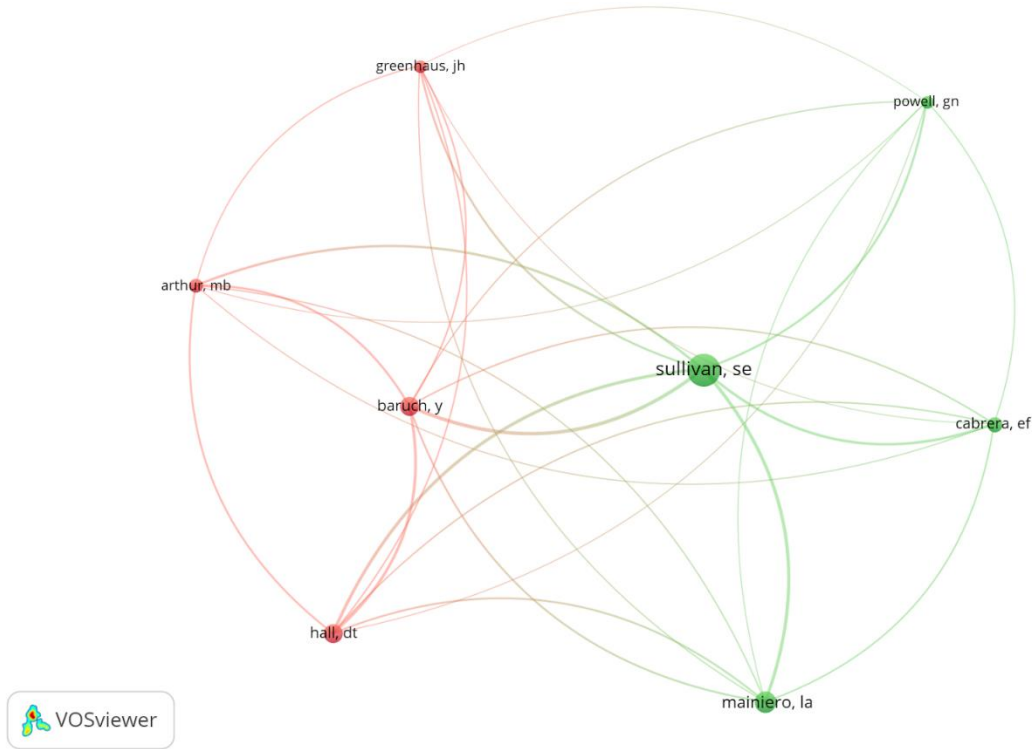 greenhaus, jh
powell, gn
arthur, mb
sullivan, se
baruch, y
cabrera, ef
hall, dt
mainiero, la
VOSviewer